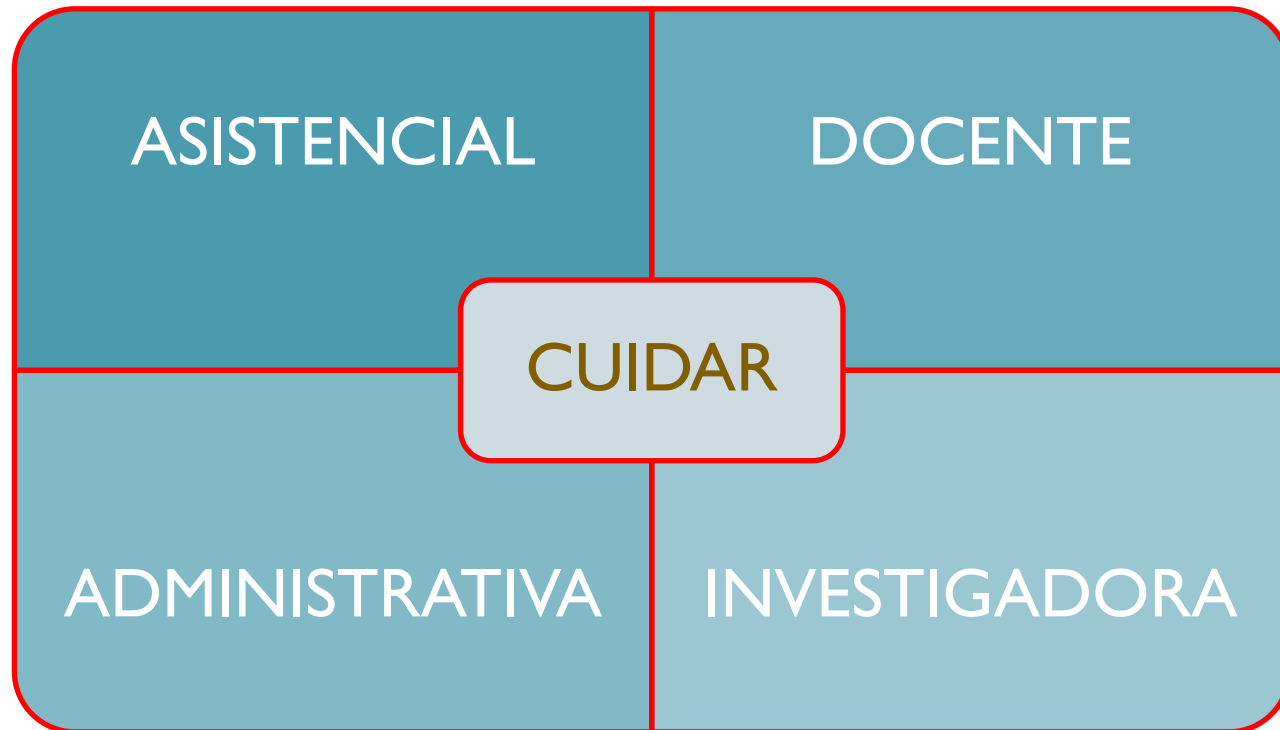 ASISTENCIAL
DOCENTE
CUIDAR
ADMINISTRATIVA
INVESTIGADORA